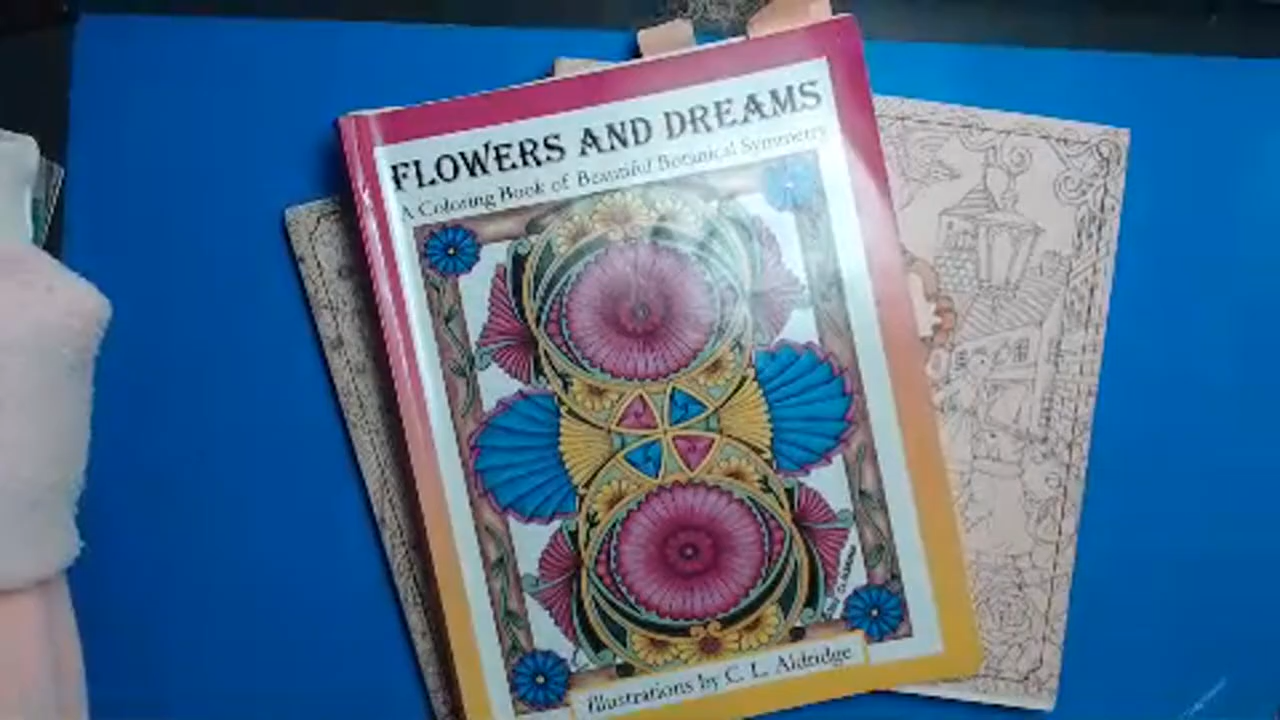 FLOWERS AND DREAMS
A Coloring Book of Beautiful Botanical Symmetry
Illustrations by C. L. Aldridge